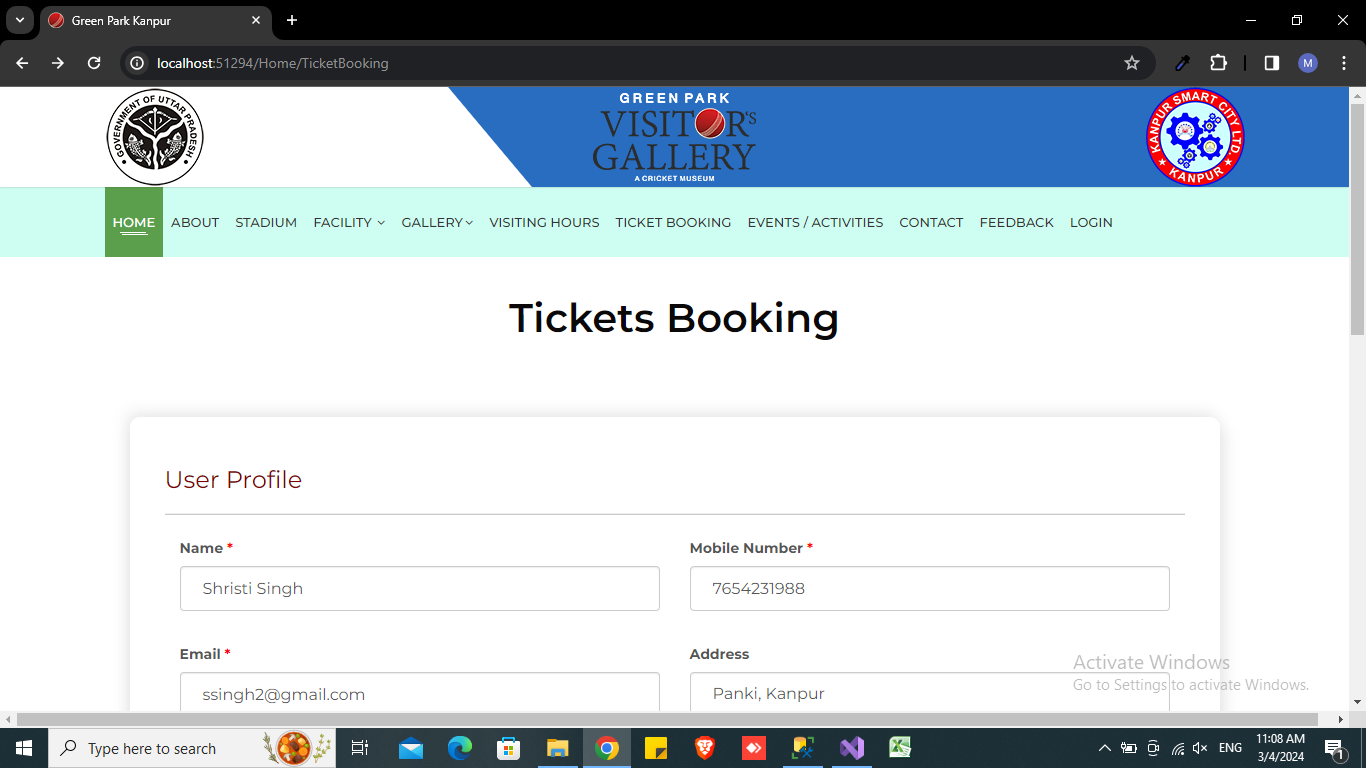 Green Park Kanpur
localhost:51294/Home/TicketBooking
M
GOVERNMENT OF UTTAR PRADESH
GREEN PARK
VISITOR'S
GALLERY
A CRICKET MUSEUM
KANPUR SMART CITY LTD
KANPUR
HOME ABOUT STADIUM FACILITY GALLERY VISITING HOURS TICKET BOOKING EVENTS / ACTIVITIES CONTACT FEEDBACK LOGIN
Tickets Booking
User Profile
Name * Mobile Number *
Shristi Singh 7654231988
Email * Address
ssingh2@gmail.com Panki, Kanpur
Activate Windows
Go to Settings to activate Windows.
Type here to search
ENG
11:08 AM
3/4/2024
1